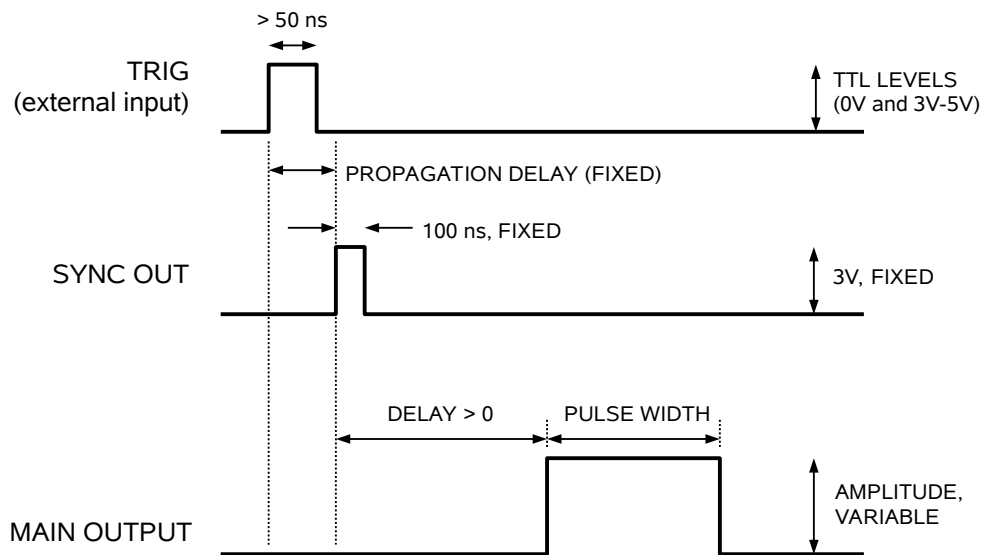 > 50 ns
TRIG
(external input)
TTL LEVELS
(0V and 3V-5V)
PROPAGATION DELAY (FIXED)
100 ns, FIXED
SYNC OUT
3V, FIXED
DELAY > 0
PULSE WIDTH
AMPLITUDE,
VARIABLE
MAIN OUTPUT